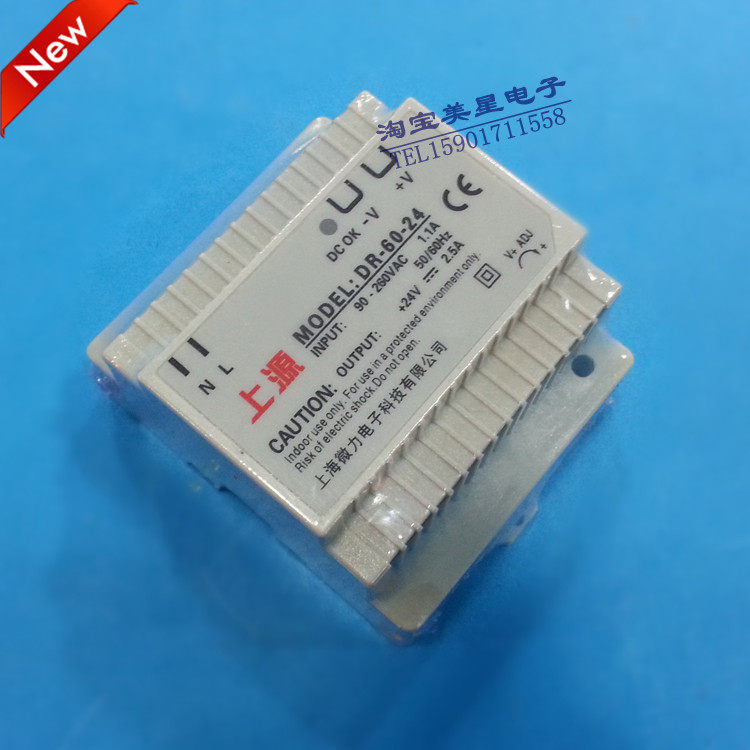 New
淘宝美星电子
TEL15901711558
DC OK -V +V
N L
上源
MODEL: DR-60-24
INPUT: 90 - 260VAC 1.1A
50/60Hz
OUTPUT: +24V 2.5A
CAUTION: For use in a protected environment only.
Indoor use only.
Risk of electric shock.Do not open.
上海微力电子科技有限公司
V+ ADJ
+
CE